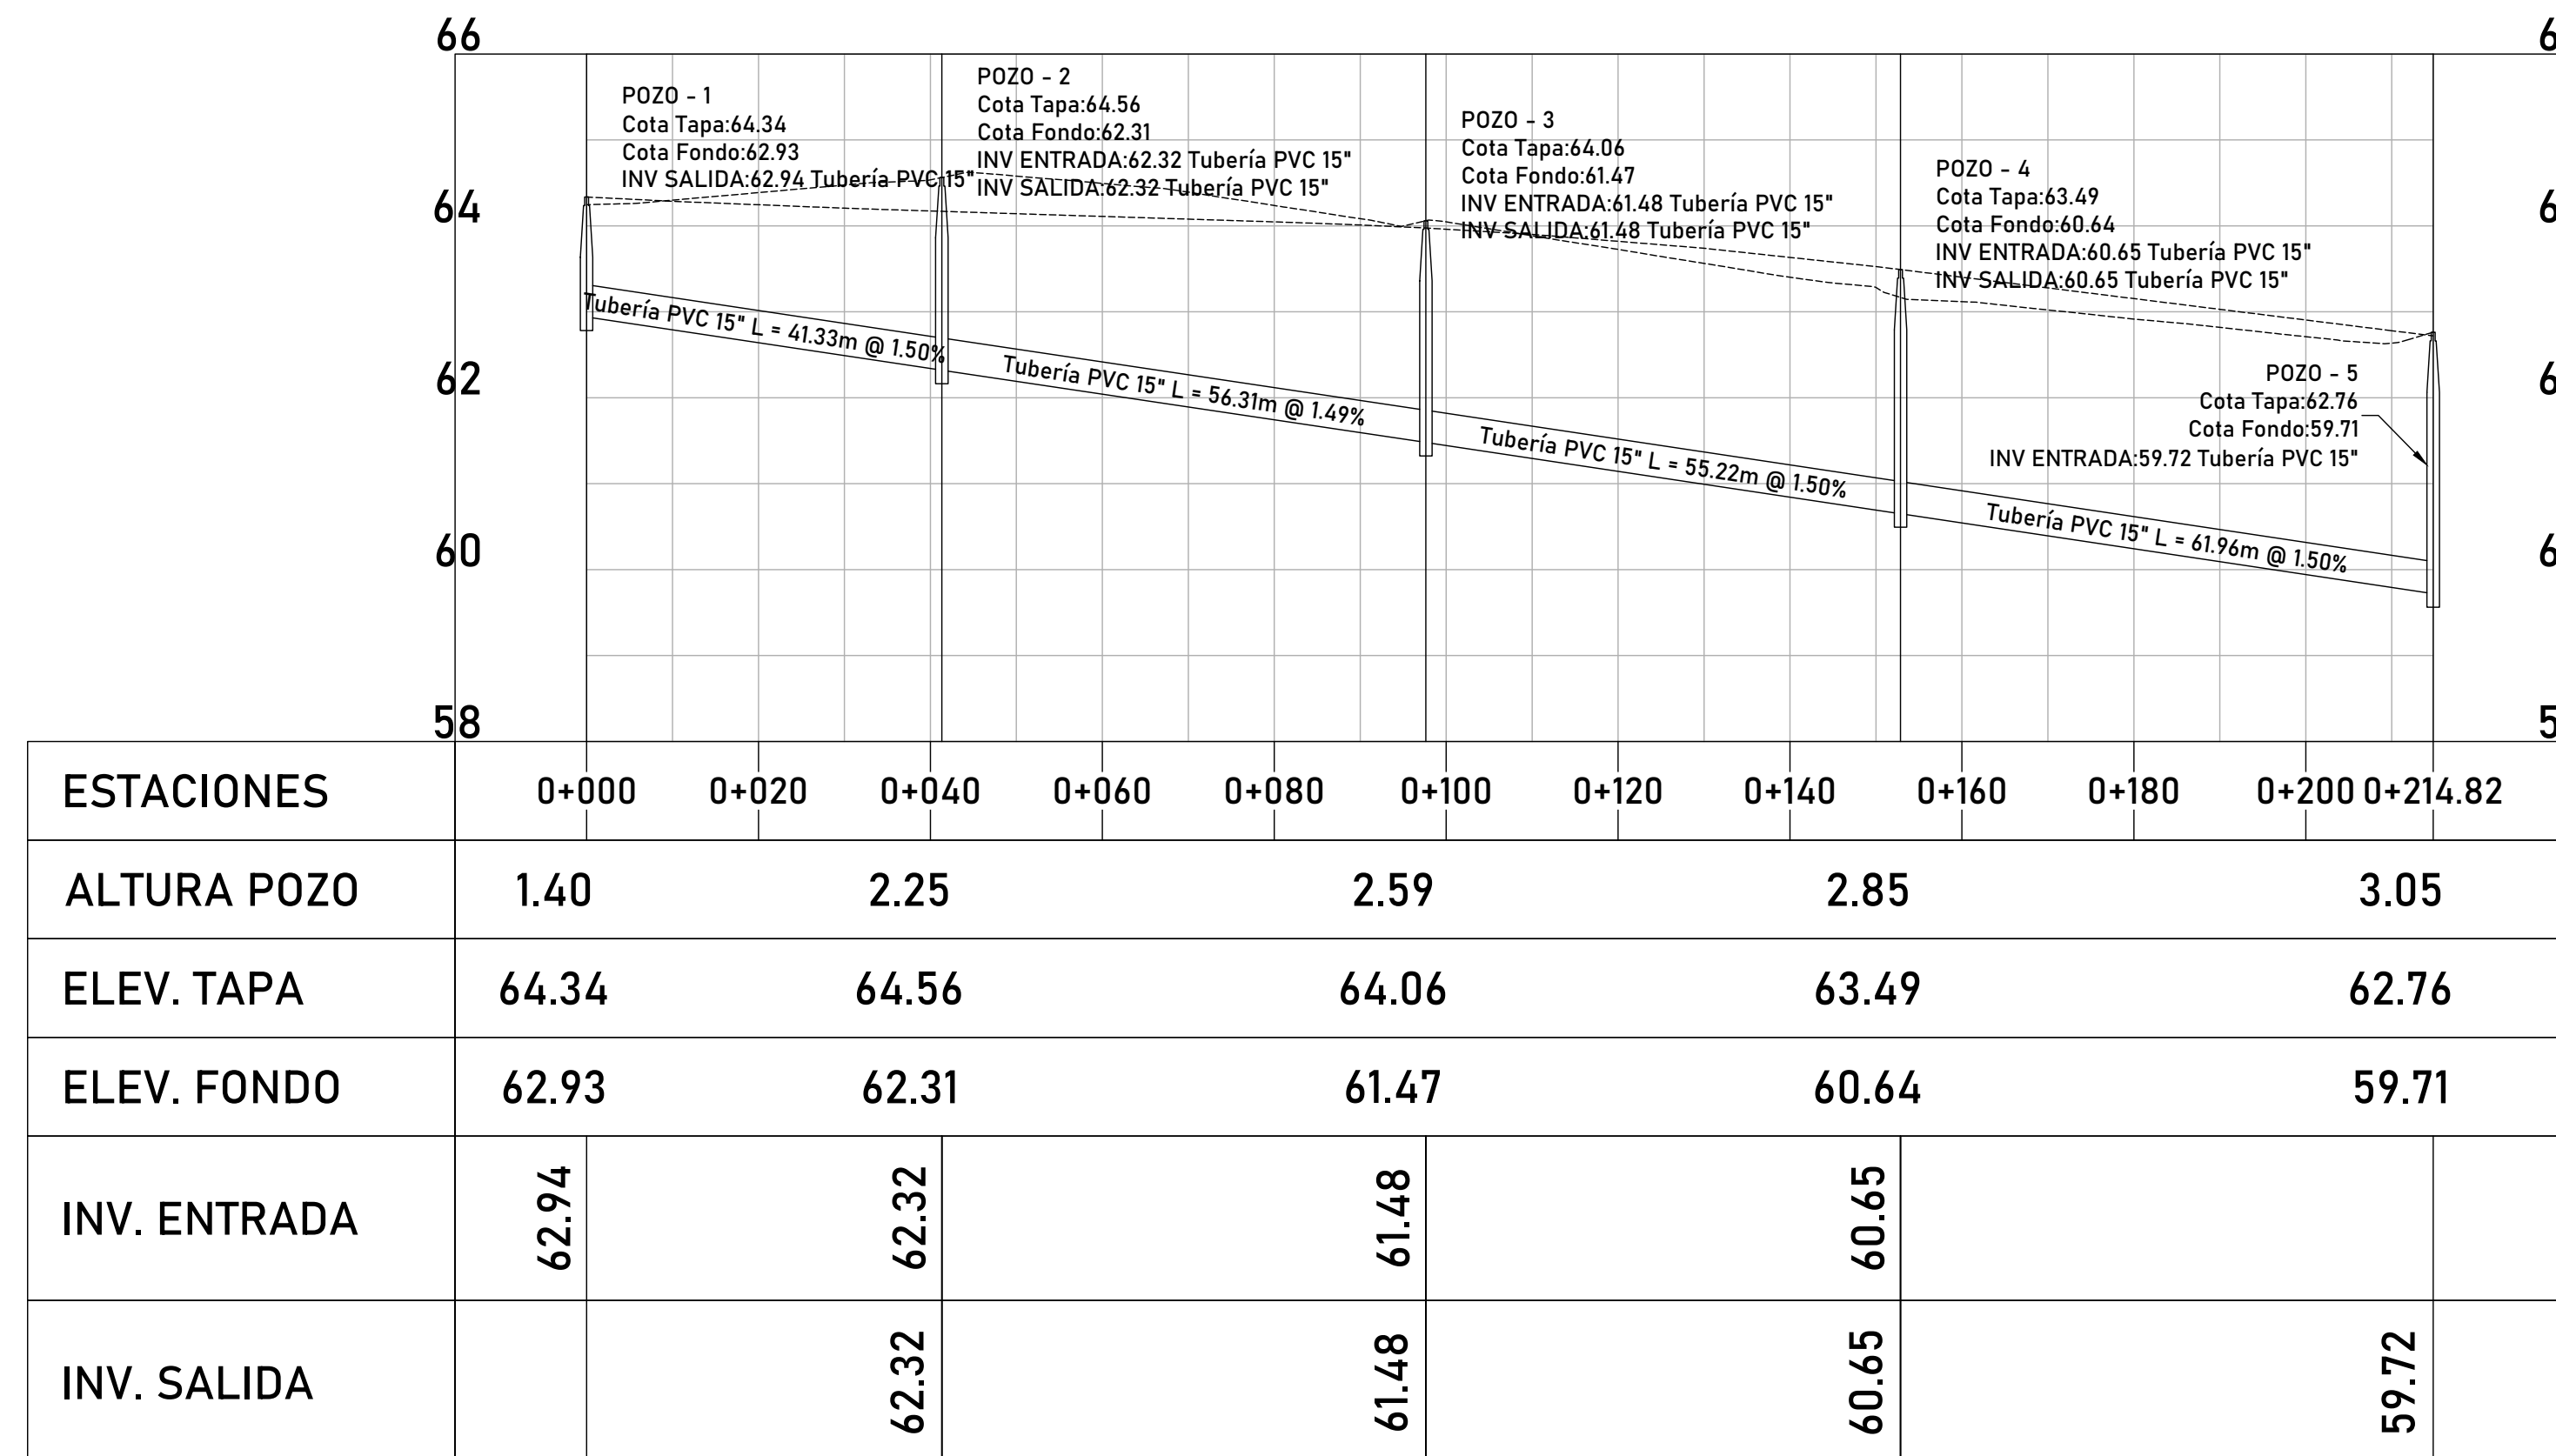 66
6
POZO - 1
Cota Tapa:64.34
Cota Fondo:62.93
INV SALIDA:62.94 Tubería PVC 15"
POZO - 2
Cota Tapa:64.56
Cota Fondo:62.31
INV ENTRADA:62.32 Tubería PVC 15"
INV SALIDA:62.32 Tubería PVC 15"
POZO - 3
Cota Tapa:64.06
Cota Fondo:61.47
INV ENTRADA:61.48 Tubería PVC 15"
INV SALIDA:61.48 Tubería PVC 15"
POZO - 4
Cota Tapa:63.49
Cota Fondo:60.64
INV ENTRADA:60.65 Tubería PVC 15"
INV SALIDA:60.65 Tubería PVC 15"
64
6
Tubería PVC 15" L = 41.33m @ 1.50%
Tubería PVC 15" L = 56.31m @ 1.49%
Tubería PVC 15" L = 55.22m @ 1.50%
Tubería PVC 15" L = 61.96m @ 1.50%
62
6
POZO - 5
Cota Tapa:62.76
Cota Fondo:59.71
INV ENTRADA:59.72 Tubería PVC 15"
60
6
58
5
ESTACIONES 0+000 0+020 0+040 0+060 0+080 0+100 0+120 0+140 0+160 0+180 0+200 0+214.82
ALTURA POZO 1.40 2.25 2.59 2.85 3.05
ELEV. TAPA 64.34 64.56 64.06 63.49 62.76
ELEV. FONDO 62.93 62.31 61.47 60.64 59.71
INV. ENTRADA 62.94 62.32 61.48 60.65
INV. SALIDA 62.32 61.48 60.65 59.72